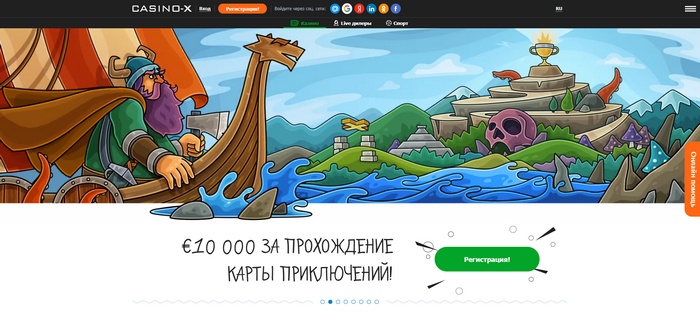 CASINO-X
Вход
Регистрация!
Войдите через соц. сети:
RU
Казино
Live дилеры
Спорт
Онлайн помощь
€10 000 ЗА ПРОХОЖДЕНИЕ
КАРТЫ ПРИКЛЮЧЕНИЙ!
Регистрация!